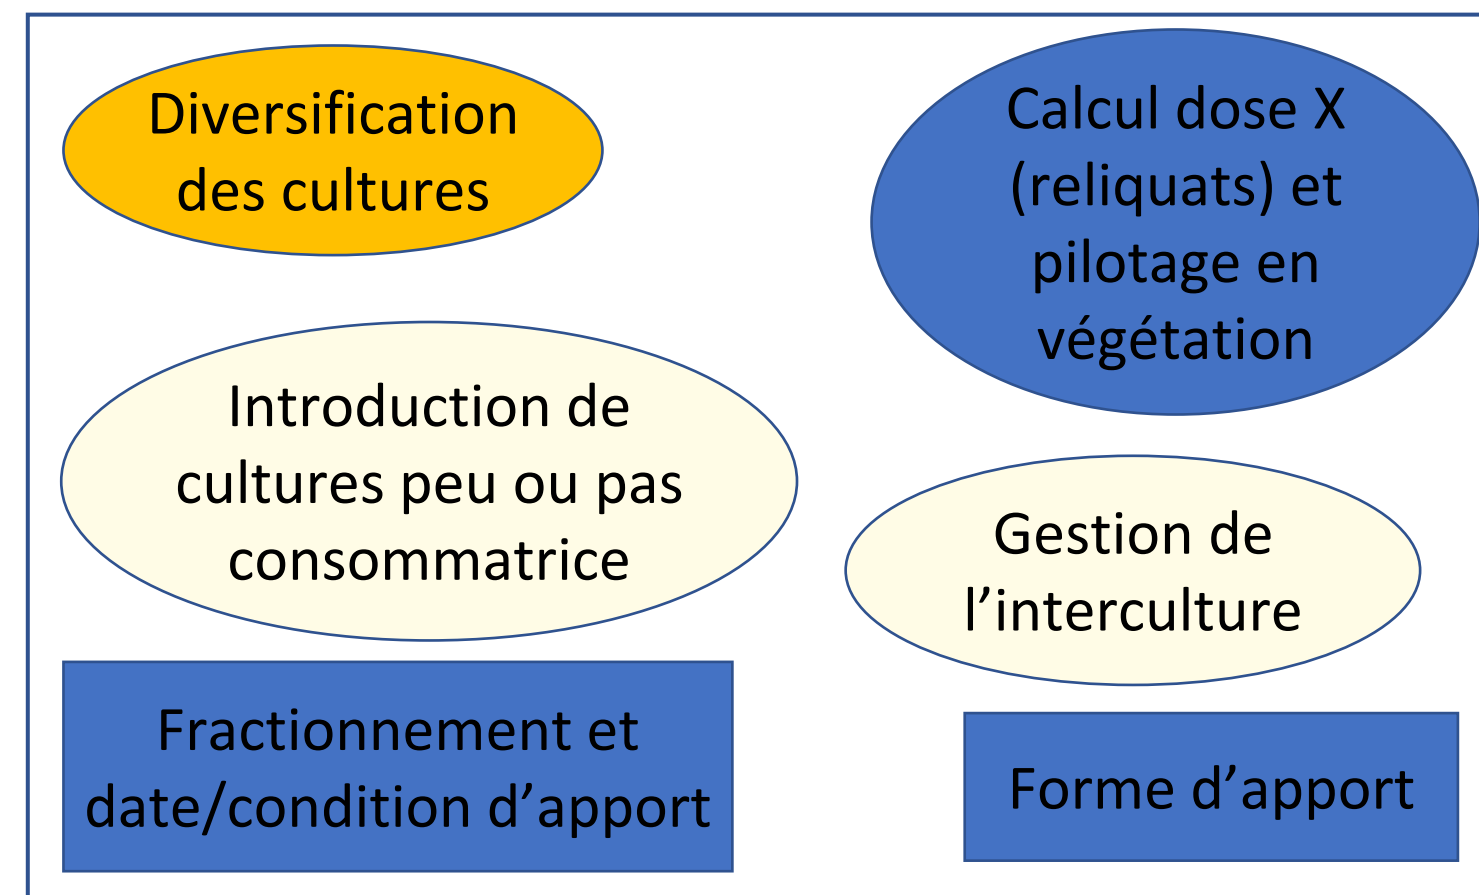 Diversification
des cultures
Calcul dose X
(reliquats) et
pilotage en
végétation
Introduction de
cultures peu ou pas
consommatrice
Gestion de
l’interculture
Fractionnement et
date/condition d’apport
Forme d’apport